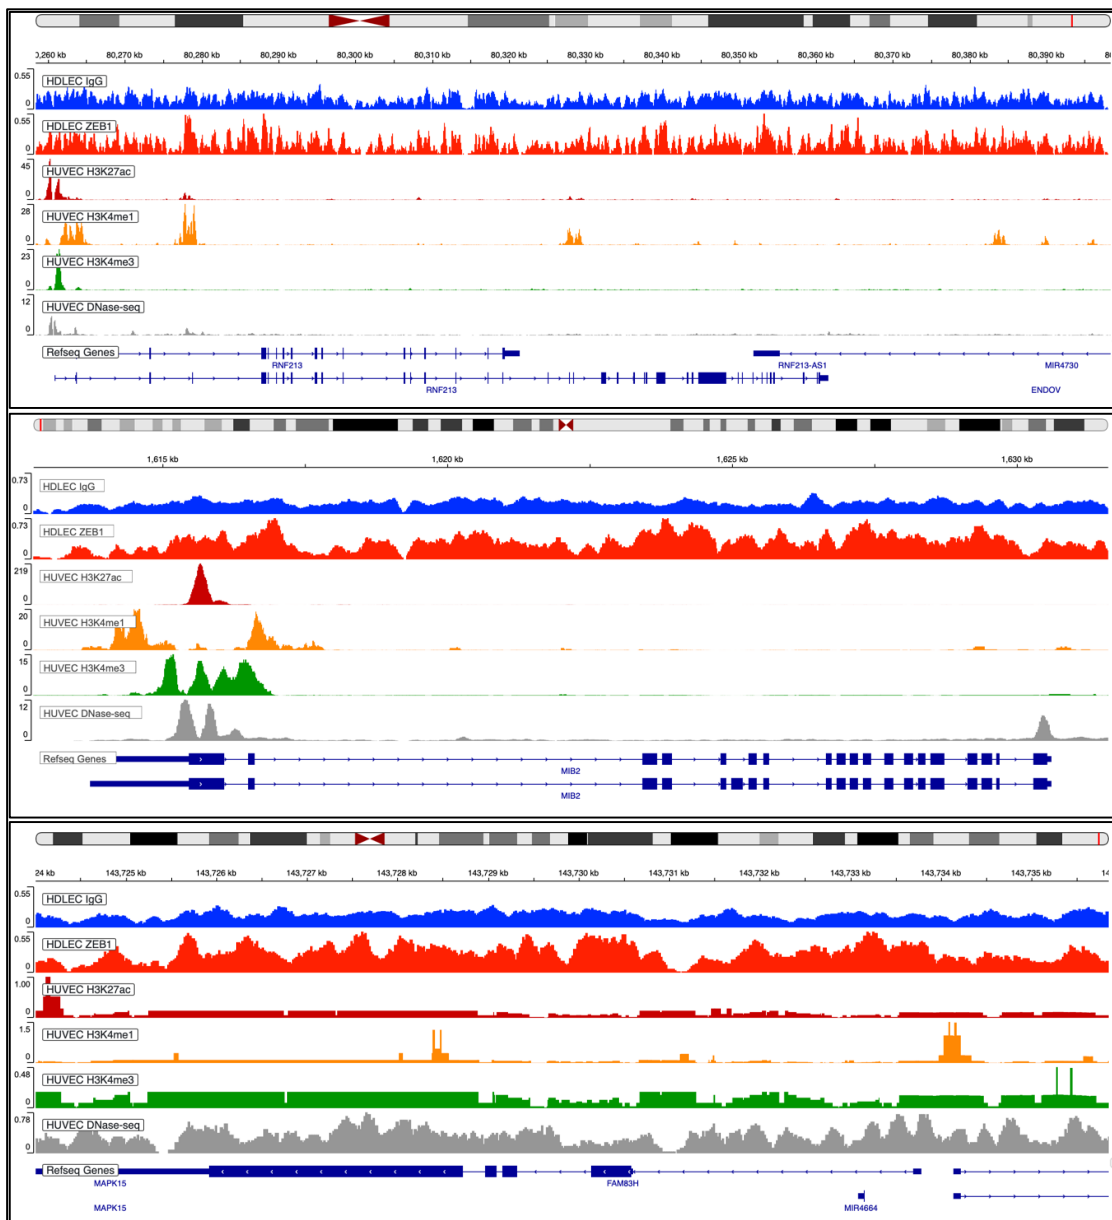 2,260 kb 80,270 kb 80,280 kb 80,290 kb 80,300 kb 80,310 kb 80,320 kb 80,330 kb 80,340 kb 80,350 kb 80,360 kb 80,370 kb 80,380 kb 80,390 kb
0.55 HDLEC IgG
0
0.55 HDLEC ZEB1
0
45 HUVEC H3K27ac
0
28 HUVEC H3K4me1
0
23 HUVEC H3K4me3
0
12 HUVEC DNase-seq
0
Refseq Genes
RNF213 RNF213-AS1 MIR4730
RNF213 ENDOV
1,615 kb 1,620 kb 1,625 kb 1,630 kb
0.73 HDLEC IgG
0
0.73 HDLEC ZEB1
0
219 HUVEC H3K27ac
0
20 HUVEC H3K4me1
0
15 HUVEC H3K4me3
0
12 HUVEC DNase-seq
0
Refseq Genes
MIB2
MIB2
24 kb 143,725 kb 143,726 kb 143,727 kb 143,728 kb 143,729 kb 143,730 kb 143,731 kb 143,732 kb 143,733 kb 143,734 kb 143,735 kb 14
0.55 HDLEC IgG
0
0.55 HDLEC ZEB1
0
1.00 HUVEC H3K27ac
0
1.5 HUVEC H3K4me1
0
0.48 HUVEC H3K4me3
0
0.78 HUVEC DNase-seq
0
Refseq Genes
MAPK15 FAM83H
MAPK15 MIR4664